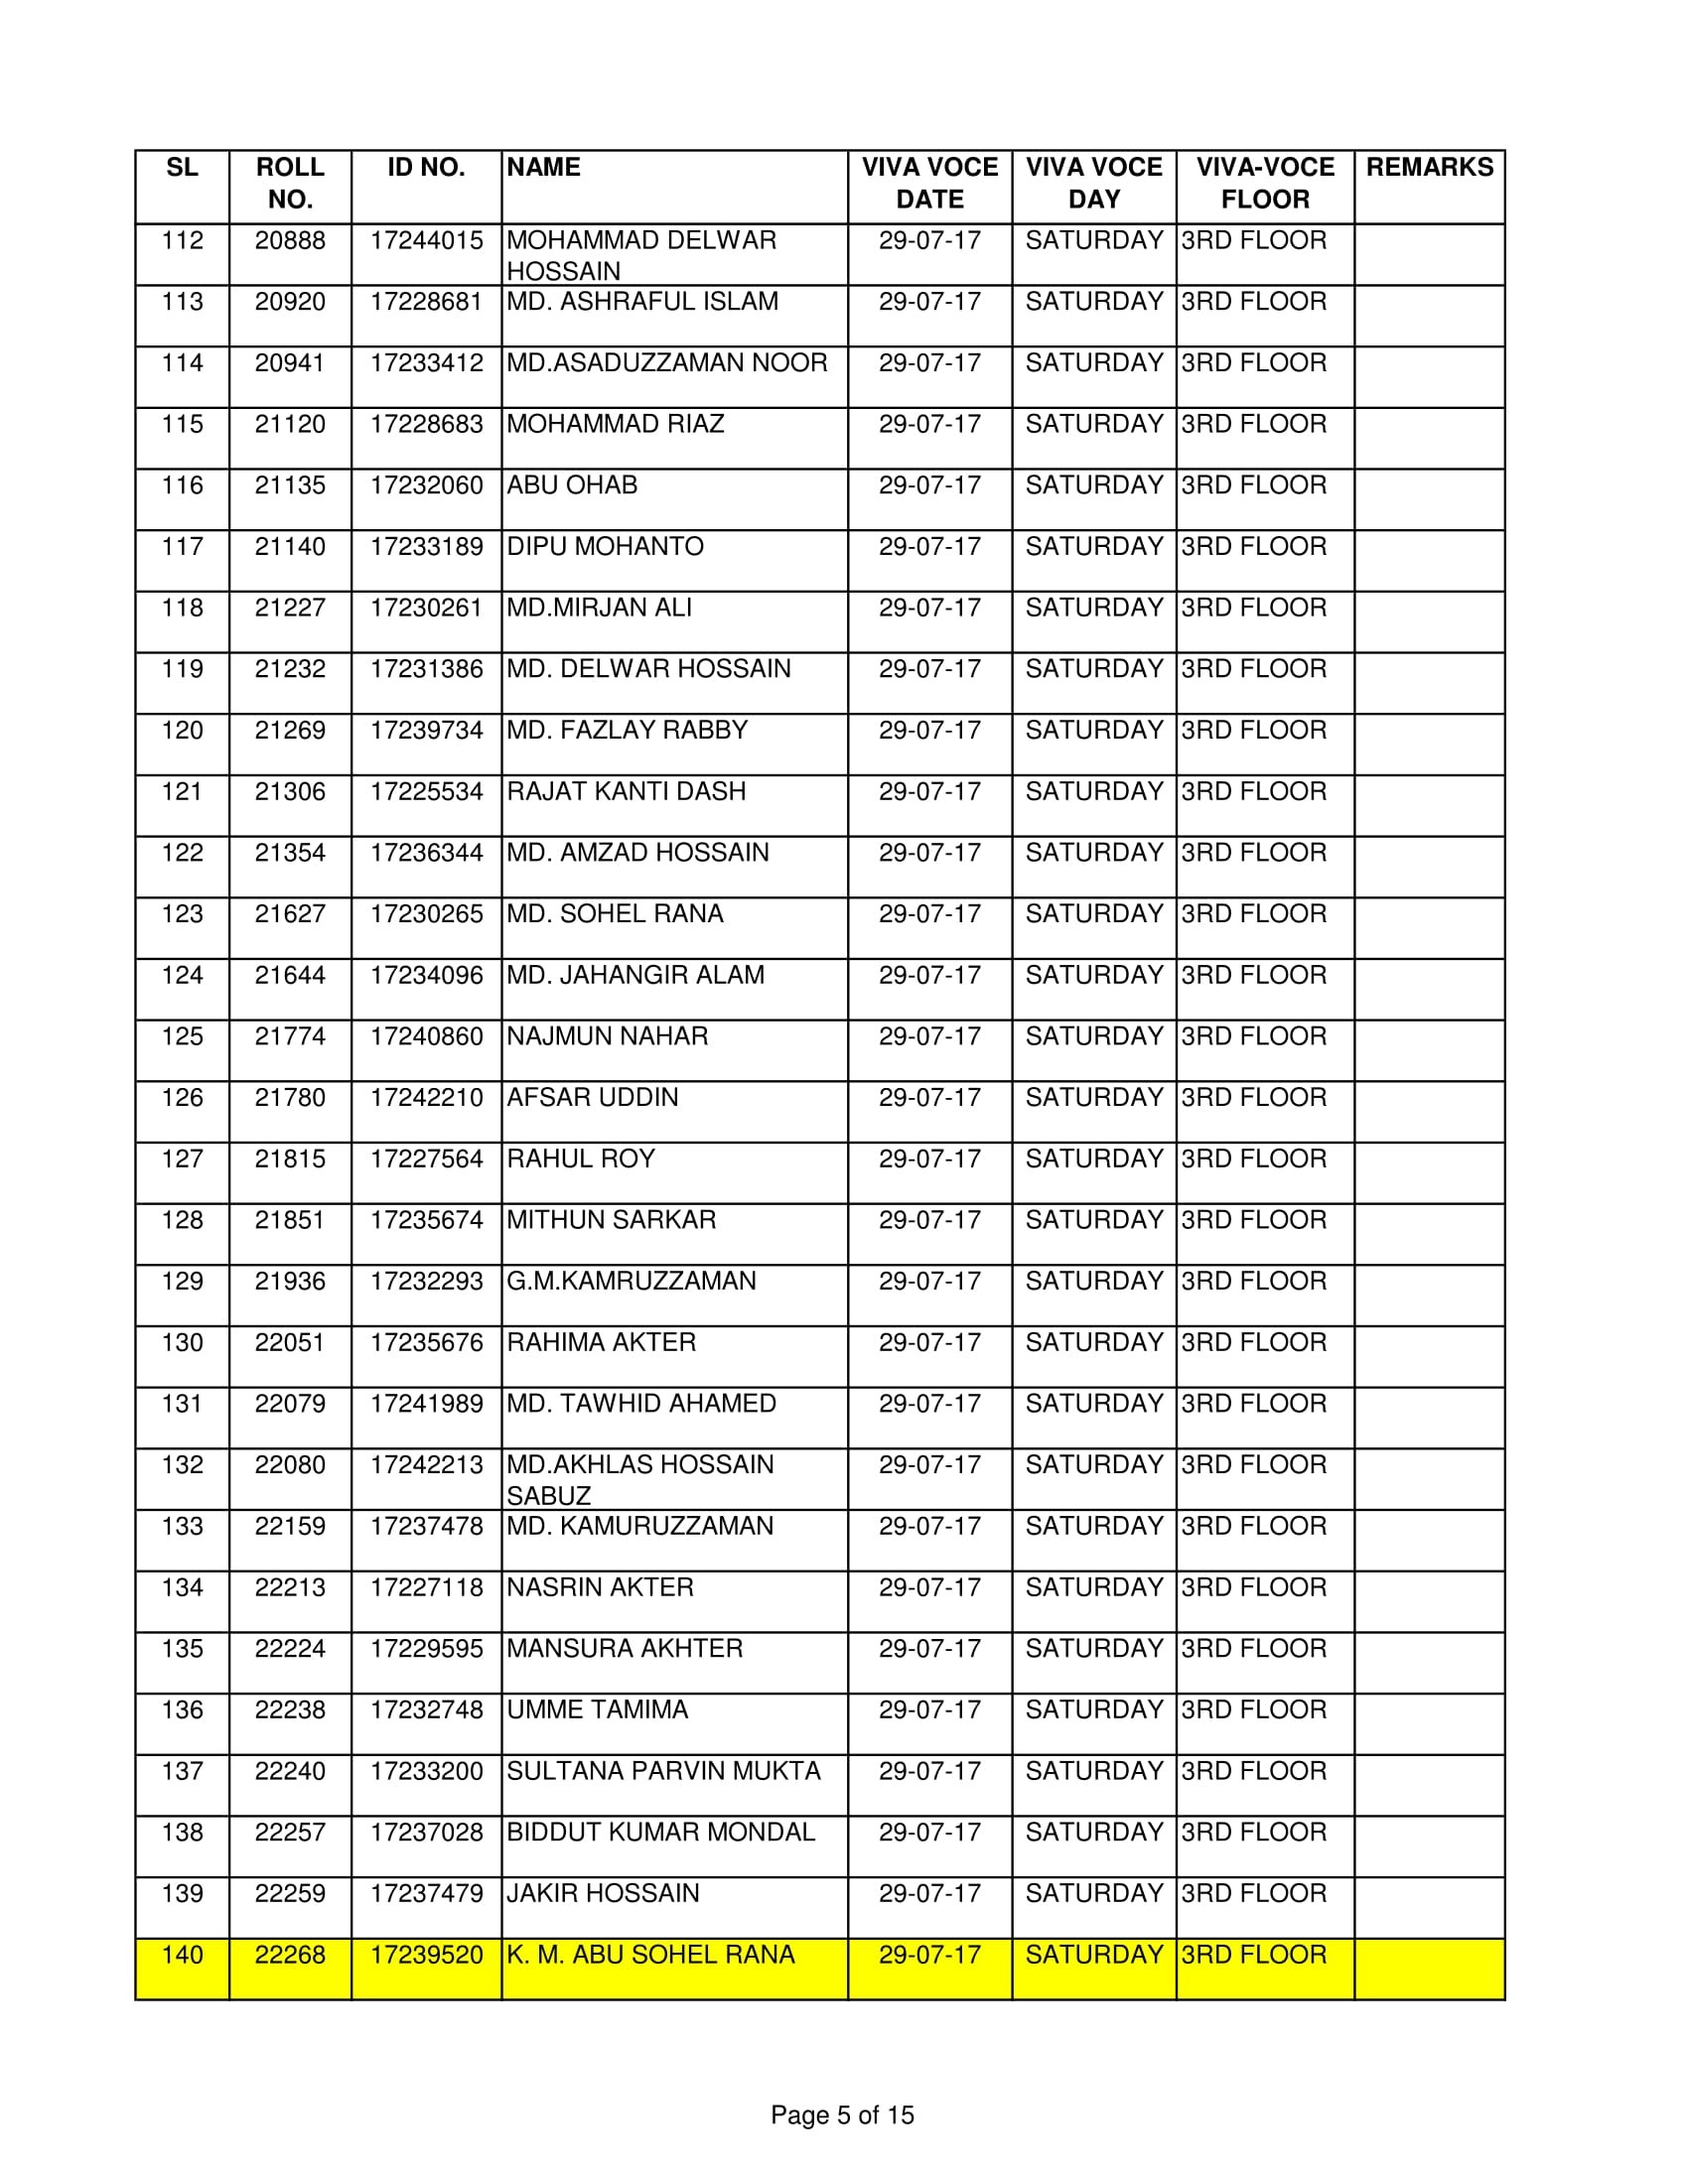 SL ROLL NO. ID NO. NAME VIVA VOCE DATE VIVA VOCE DAY VIVA-VOCE FLOOR REMARKS
112 20888 17244015 MOHAMMAD DELWAR HOSSAIN 29-07-17 SATURDAY 3RD FLOOR
113 20920 17228681 MD. ASHRAFUL ISLAM 29-07-17 SATURDAY 3RD FLOOR
114 20941 17233412 MD.ASADUZZAMAN NOOR 29-07-17 SATURDAY 3RD FLOOR
115 21120 17228683 MOHAMMAD RIAZ 29-07-17 SATURDAY 3RD FLOOR
116 21135 17232060 ABU OHAB 29-07-17 SATURDAY 3RD FLOOR
117 21140 17233189 DIPU MOHANTO 29-07-17 SATURDAY 3RD FLOOR
118 21227 17230261 MD.MIRJAN ALI 29-07-17 SATURDAY 3RD FLOOR
119 21232 17231386 MD. DELWAR HOSSAIN 29-07-17 SATURDAY 3RD FLOOR
120 21269 17239734 MD. FAZLAY RABBY 29-07-17 SATURDAY 3RD FLOOR
121 21306 17225534 RAJAT KANTI DASH 29-07-17 SATURDAY 3RD FLOOR
122 21354 17236344 MD. AMZAD HOSSAIN 29-07-17 SATURDAY 3RD FLOOR
123 21627 17230265 MD. SOHEL RANA 29-07-17 SATURDAY 3RD FLOOR
124 21644 17234096 MD. JAHANGIR ALAM 29-07-17 SATURDAY 3RD FLOOR
125 21774 17240860 NAJMUN NAHAR 29-07-17 SATURDAY 3RD FLOOR
126 21780 17242210 AFSAR UDDIN 29-07-17 SATURDAY 3RD FLOOR
127 21815 17227564 RAHUL ROY 29-07-17 SATURDAY 3RD FLOOR
128 21851 17235674 MITHUN SARKAR 29-07-17 SATURDAY 3RD FLOOR
129 21936 17232293 G.M.KAMRUZZAMAN 29-07-17 SATURDAY 3RD FLOOR
130 22051 17235676 RAHIMA AKTER 29-07-17 SATURDAY 3RD FLOOR
131 22079 17241989 MD. TAWHID AHAMED 29-07-17 SATURDAY 3RD FLOOR
132 22080 17242213 MD.AKHLAS HOSSAIN SABUZ 29-07-17 SATURDAY 3RD FLOOR
133 22159 17237478 MD. KAMURUZZAMAN 29-07-17 SATURDAY 3RD FLOOR
134 22213 17227118 NASRIN AKTER 29-07-17 SATURDAY 3RD FLOOR
135 22224 17229595 MANSURA AKHTER 29-07-17 SATURDAY 3RD FLOOR
136 22238 17232748 UMME TAMIMA 29-07-17 SATURDAY 3RD FLOOR
137 22240 17233200 SULTANA PARVIN MUKTA 29-07-17 SATURDAY 3RD FLOOR
138 22257 17237028 BIDDUT KUMAR MONDAL 29-07-17 SATURDAY 3RD FLOOR
139 22259 17237479 JAKIR HOSSAIN 29-07-17 SATURDAY 3RD FLOOR
140 22268 17239520 K. M. ABU SOHEL RANA 29-07-17 SATURDAY 3RD FLOOR
Page 5 of 15